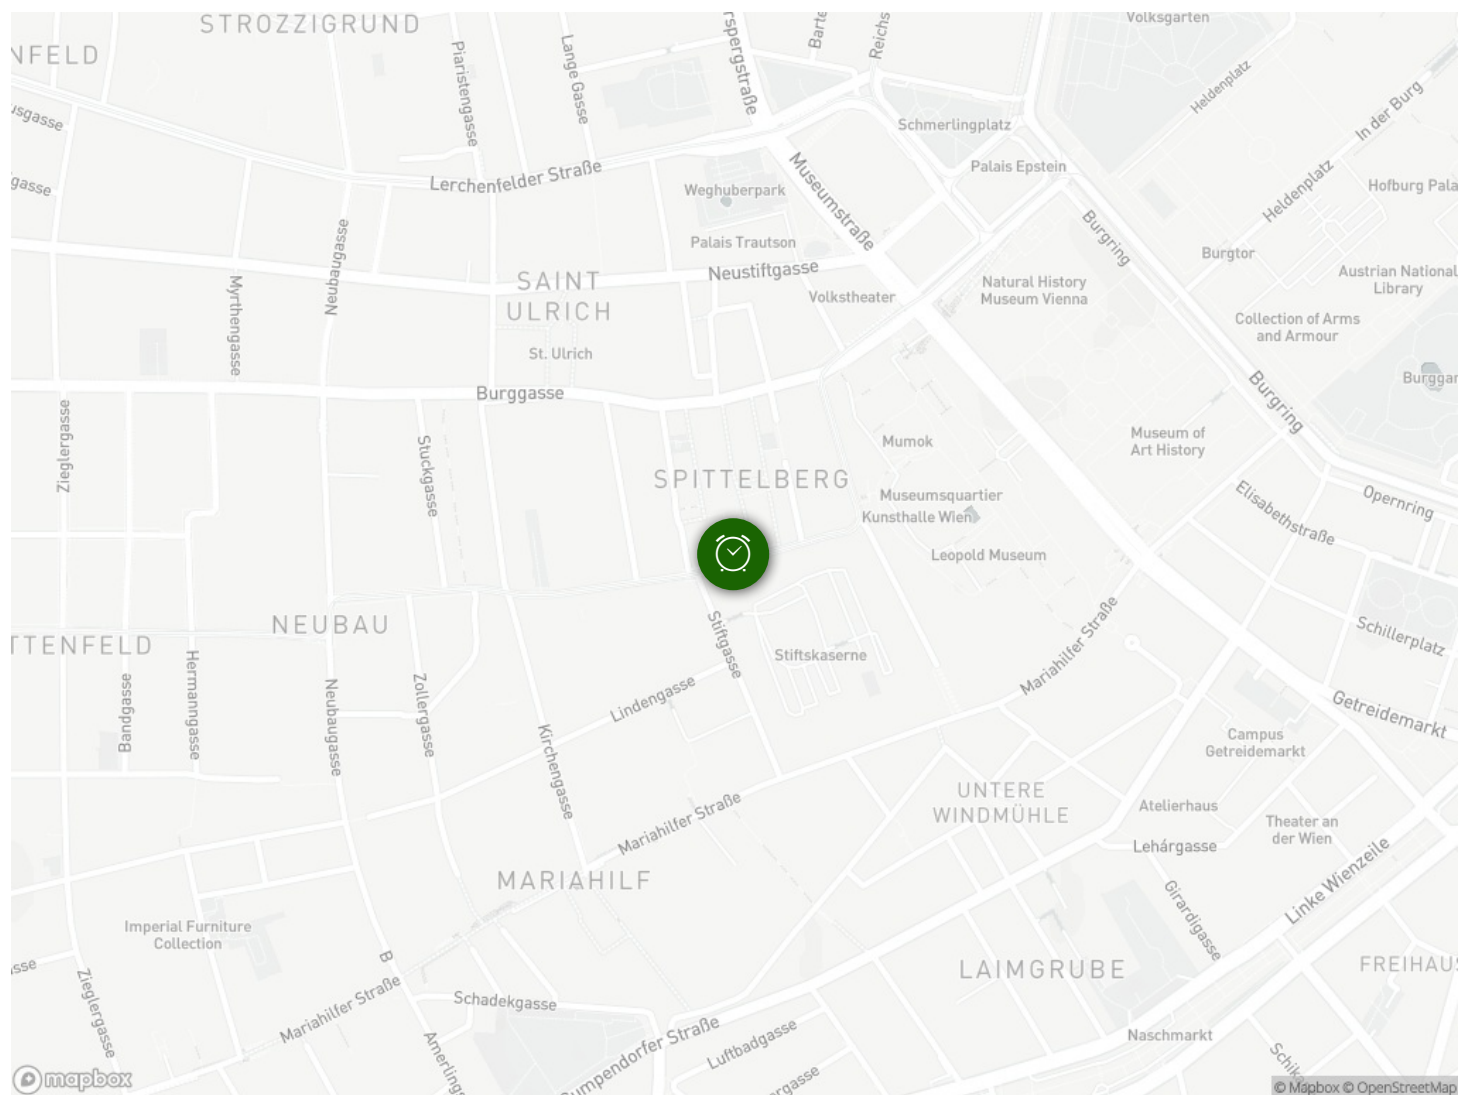 STROZZIGRUND
NFELD
Piaristengasse
Lange Gasse
rspergstraße
Barte
Reichs
Volksgarten
Heldenplatz
In der Burg
usgasse
gasse
Schmerlingplatz
Palais Epstein
Lerchenfelder Straße
Weghuberpark
Museumstraße
Heldenplatz
Hofburg Pala
Palais Trautson
Burgring
Burgtor
Neubaugasse
Myrthengasse
SAINT
ULRICH
Neustiftgasse
Volkstheater
Natural History
Museum Vienna
Austrian National
Library
Collection of Arms
and Armour
St. Ulrich
Burggasse
Burggar
Burgring
Zieglergasse
Stuckgasse
Mumok
Museum of
Art History
SPITTELBERG
Museumsquartier
Kunsthalle Wien
Elisabethstraße
Opernring
Leopold Museum
NEUBAU
TTENFELD
Stiftgasse
Stiftskaserne
Mariahilfer Straße
Schillerplatz
Bandgasse
Hermanngasse
Neubaugasse
Zollergasse
Lindengasse
Getreidemarkt
Kirchengasse
Campus
Getreidemarkt
UNTERE
WINDMÜHLE
Atelierhaus
Mariahilfer Straße
Theater an
der Wien
Lehárgasse
MARIAHILF
Linke Wienzeile
Girardigasse
Imperial Furniture
Collection
B
sse
Zieglergasse
LAIMGRUBE
FREIHAUS
Mariahilfer Straße
Schadekgasse
Naschmarkt
Amerlings
Gumpendorfer Straße
Luftbadgasse
ergasse
Schik
mapbox
© Mapbox © OpenStreetMap